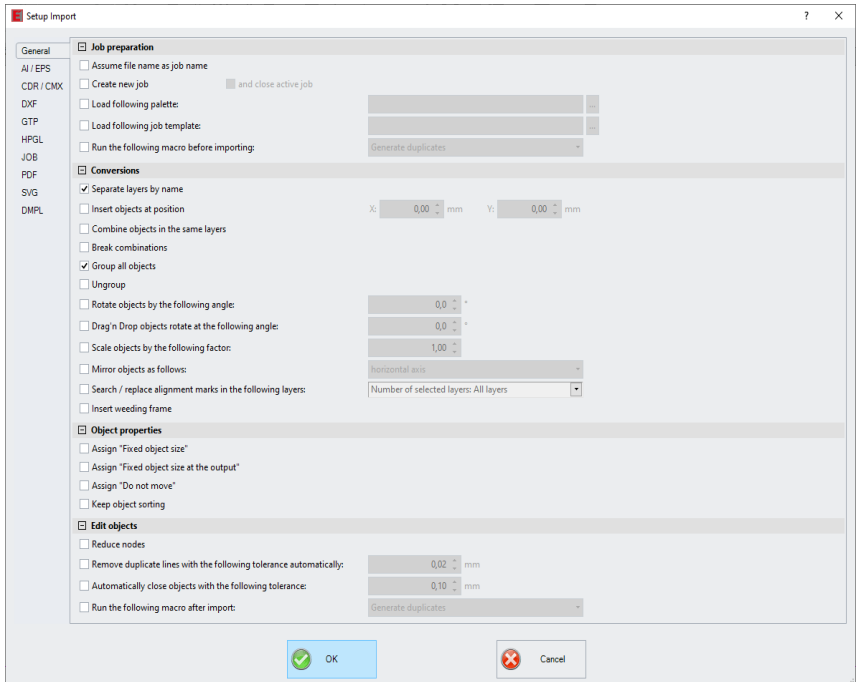 Setup Import
General
AI / EPS
CDR / CMX
DXF
GTP
HPGL
JOB
PDF
SVG
DMPL
Job preparation
Assume file name as job name
Create new job and close active job
Load following palette: ...
Load following job template: ...
Run the following macro before importing: Generate duplicates
Conversions
Separate layers by name
Insert objects at position X: 0,00 mm Y: 0,00 mm
Combine objects in the same layers
Break combinations
Group all objects
Ungroup
Rotate objects by the following angle: 0,0 °
Drag'n Drop objects rotate at the following angle: 0,0 °
Scale objects by the following factor: 1,00
Mirror objects as follows: horizontal axis
Search / replace alignment marks in the following layers: Number of selected layers: All layers
Insert weeding frame
Object properties
Assign "Fixed object size"
Assign "Fixed object size at the output"
Assign "Do not move"
Keep object sorting
Edit objects
Reduce nodes
Remove duplicate lines with the following tolerance automatically: 0,02 mm
Automatically close objects with the following tolerance: 0,10 mm
Run the following macro after import: Generate duplicates
OK Cancel